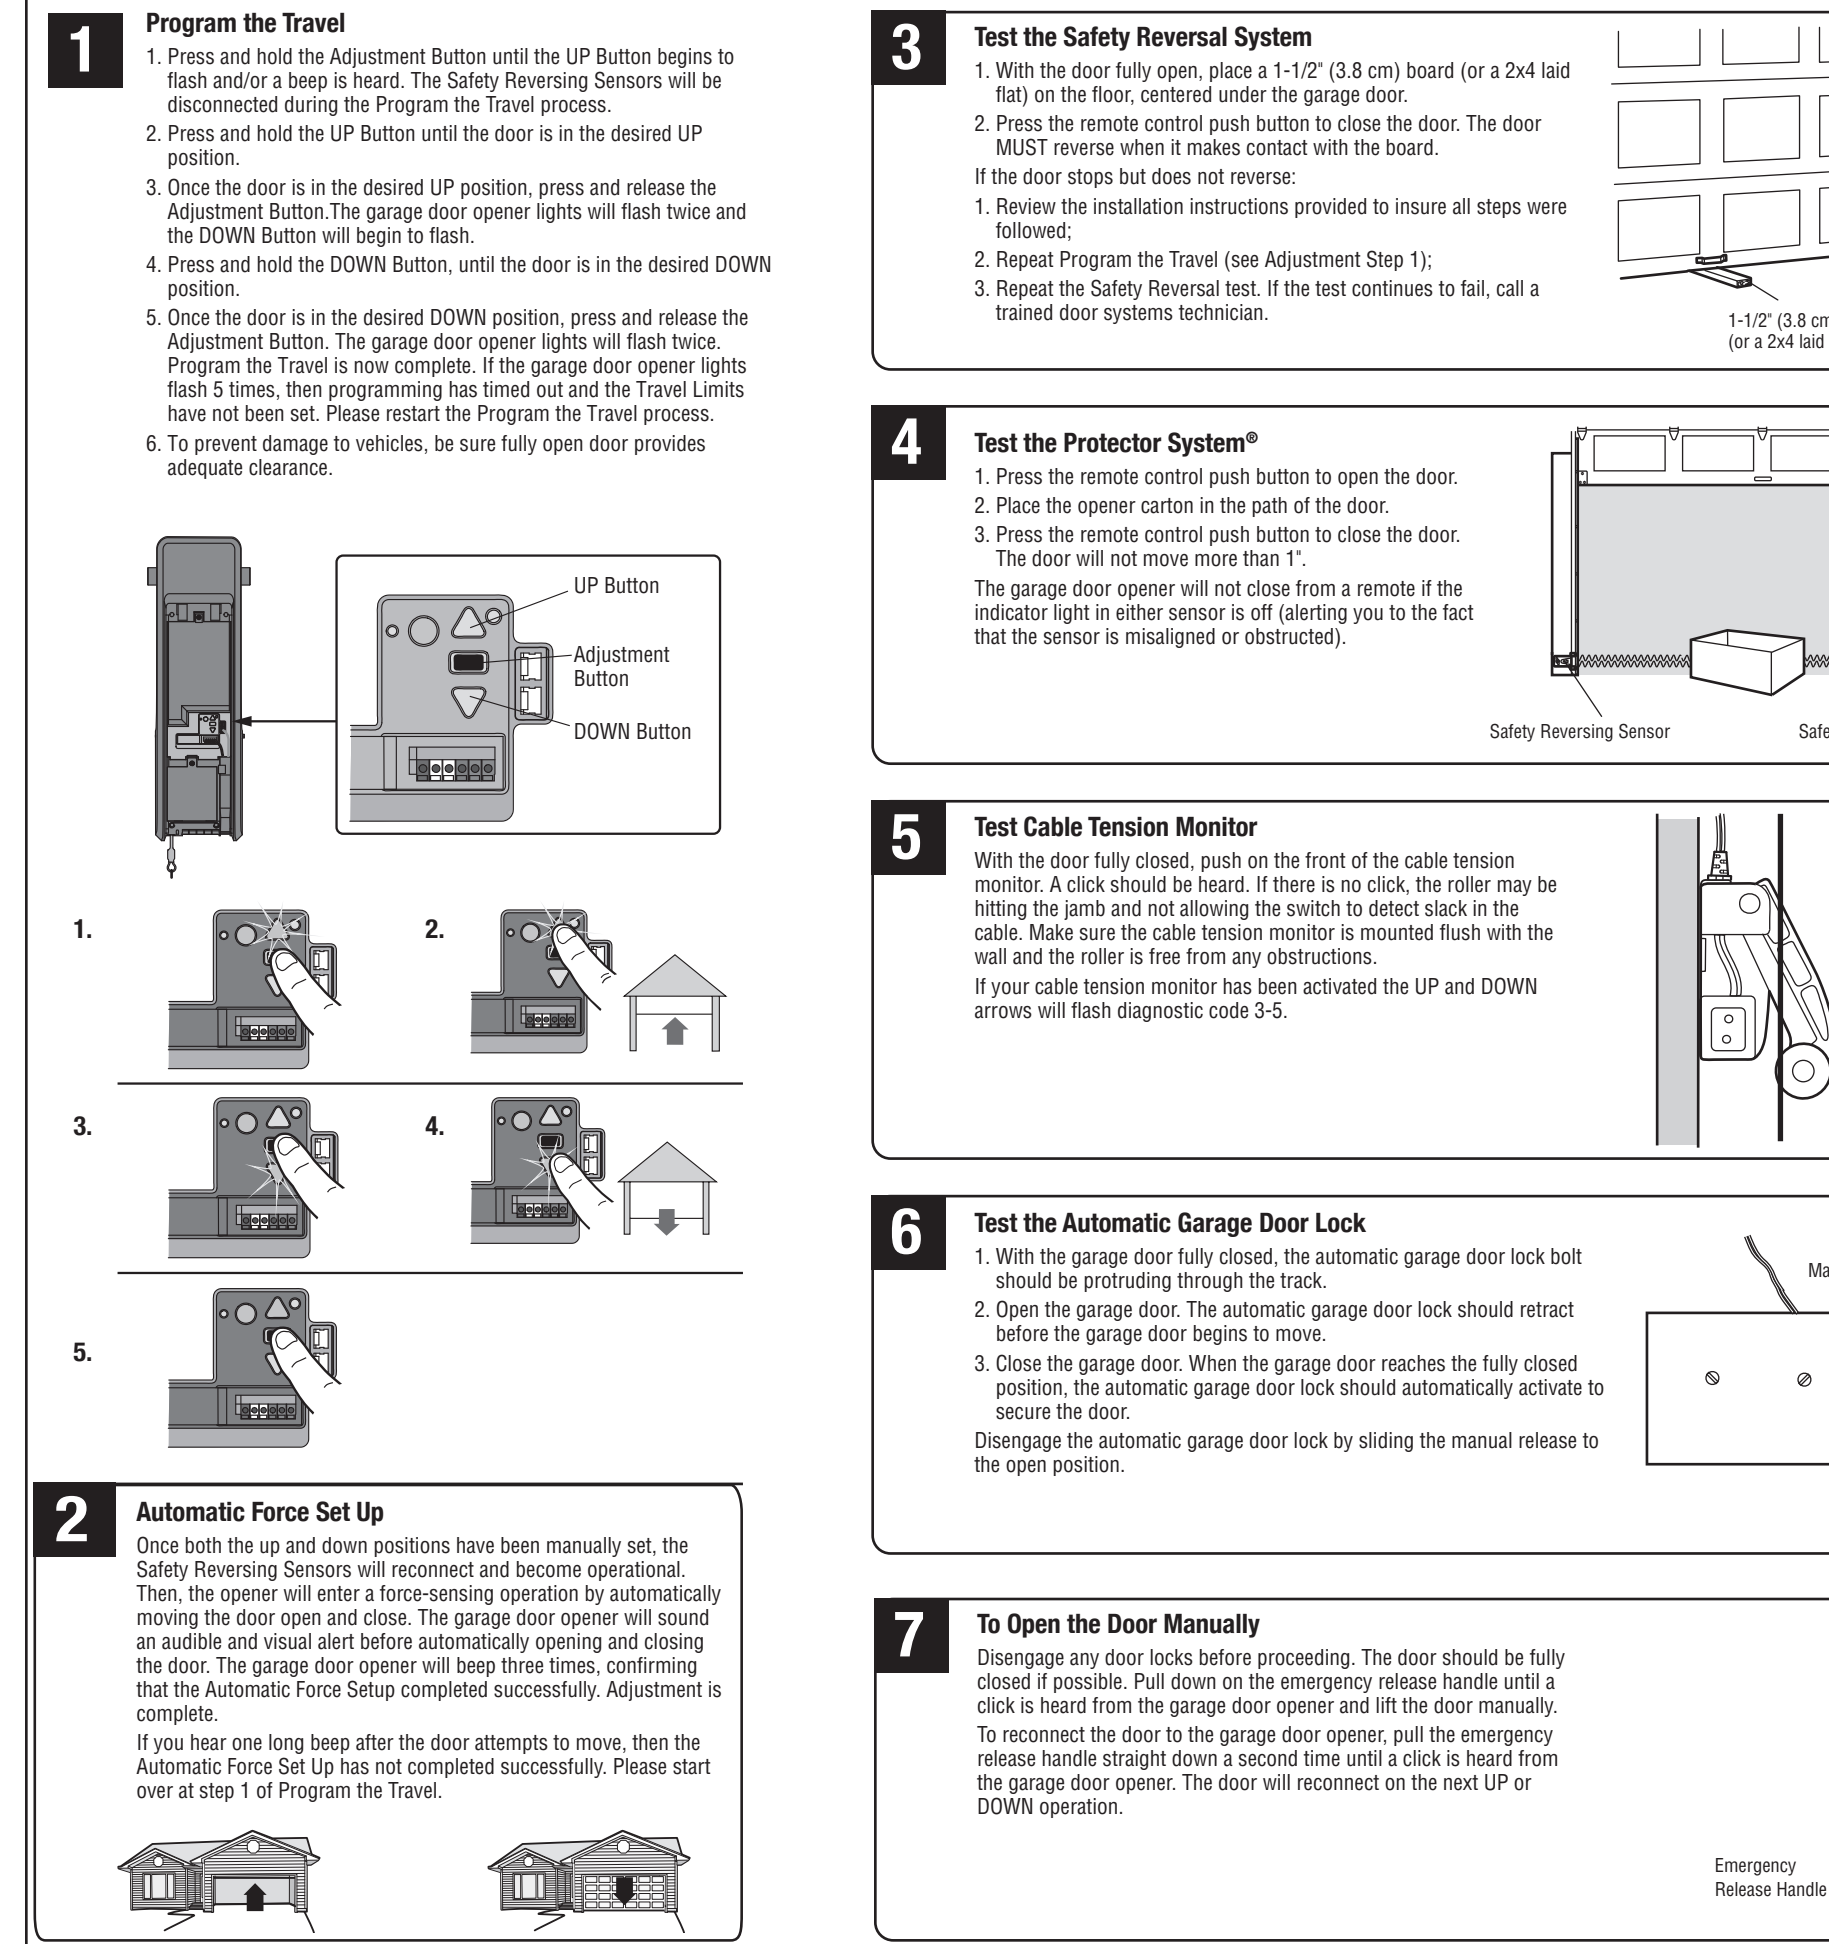 1
Program the Travel
1. Press and hold the Adjustment Button until the UP Button begins to
flash and/or a beep is heard. The Safety Reversing Sensors will be
disconnected during the Program the Travel process.
2. Press and hold the UP Button until the door is in the desired UP
position.
3. Once the door is in the desired UP position, press and release the
Adjustment Button.The garage door opener lights will flash twice and
the DOWN Button will begin to flash.
4. Press and hold the DOWN Button, until the door is in the desired DOWN
position.
5. Once the door is in the desired DOWN position, press and release the
Adjustment Button. The garage door opener lights will flash twice.
Program the Travel is now complete. If the garage door opener lights
flash 5 times, then programming has timed out and the Travel Limits
have not been set. Please restart the Program the Travel process.
6. To prevent damage to vehicles, be sure fully open door provides
adequate clearance.
UP Button
Adjustment
Button
DOWN Button
1.
2.
3.
4.
5.
2
Automatic Force Set Up
Once both the up and down positions have been manually set, the
Safety Reversing Sensors will reconnect and become operational.
Then, the opener will enter a force-sensing operation by automatically
moving the door open and close. The garage door opener will sound
an audible and visual alert before automatically opening and closing
the door. The garage door opener will beep three times, confirming
that the Automatic Force Setup completed successfully. Adjustment is
complete.
If you hear one long beep after the door attempts to move, then the
Automatic Force Set Up has not completed successfully. Please start
over at step 1 of Program the Travel.
3
Test the Safety Reversal System
1. With the door fully open, place a 1-1/2" (3.8 cm) board (or a 2x4 laid
flat) on the floor, centered under the garage door.
2. Press the remote control push button to close the door. The door
MUST reverse when it makes contact with the board.
If the door stops but does not reverse:
1. Review the installation instructions provided to insure all steps were
followed;
2. Repeat Program the Travel (see Adjustment Step 1);
3. Repeat the Safety Reversal test. If the test continues to fail, call a
trained door systems technician.
1-1/2" (3.8 cm
(or a 2x4 laid
4
Test the Protector System®
1. Press the remote control push button to open the door.
2. Place the opener carton in the path of the door.
3. Press the remote control push button to close the door.
The door will not move more than 1".
The garage door opener will not close from a remote if the
indicator light in either sensor is off (alerting you to the fact
that the sensor is misaligned or obstructed).
Safety Reversing Sensor
Safe
5
Test Cable Tension Monitor
With the door fully closed, push on the front of the cable tension
monitor. A click should be heard. If there is no click, the roller may be
hitting the jamb and not allowing the switch to detect slack in the
cable. Make sure the cable tension monitor is mounted flush with the
wall and the roller is free from any obstructions.
If your cable tension monitor has been activated the UP and DOWN
arrows will flash diagnostic code 3-5.
6
Test the Automatic Garage Door Lock
1. With the garage door fully closed, the automatic garage door lock bolt
should be protruding through the track.
2. Open the garage door. The automatic garage door lock should retract
before the garage door begins to move.
3. Close the garage door. When the garage door reaches the fully closed
position, the automatic garage door lock should automatically activate to
secure the door.
Disengage the automatic garage door lock by sliding the manual release to
the open position.
Ma
7
To Open the Door Manually
Disengage any door locks before proceeding. The door should be fully
closed if possible. Pull down on the emergency release handle until a
click is heard from the garage door opener and lift the door manually.
To reconnect the door to the garage door opener, pull the emergency
release handle straight down a second time until a click is heard from
the garage door opener. The door will reconnect on the next UP or
DOWN operation.
Emergency
Release Handle